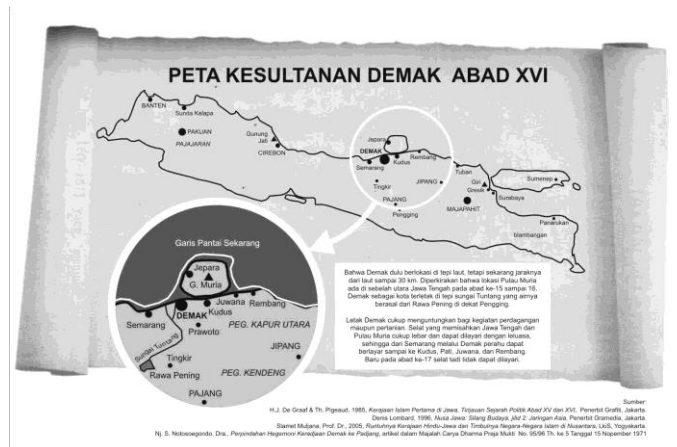 PETA KESULTANAN DEMAK ABAD XVI
BANTEN
Sunda Kelapa
PAKUAN
PAJAJARAN
Gunung
Jati
CIREBON
Jepara
DEMAK
Kudus
Rembang
Semarang
Tingkir
JIPANG
PAJANG
Pengging
Tuban
Giri
Gresik
Surabaya
MAJAPAHIT
Sumenep
Panarukan
blambangan
Garis Pantai Sekarang
Jepara
G. Muria
Juwana
Rembang
DEMAK
Kudus
Semarang
Prawoto
PEG. KAPUR UTARA
Sungai Tuntang
Tingkir
JIPANG
Rawa Pening
PEG. KENDENG
PAJANG
Bahwa Demak dulu berlokasi di tepi laut, tetapi sekarang jaraknya
dari laut sampai 30 km. Diperkirakan bahwa lokasi Pulau Muria
ada di sebelah utara Jawa Tengah pada abad ke-15 sampai 16.
Demak sebagai kota terletak di tepi sungai Tuntang yang airnya
berasal dari Rawa Pening di dekat Pengging.
Letak Demak cukup menguntungkan bagi kegiatan perdagangan
maupun pertanian. Selat yang memisahkan Jawa Tengah dan
Pulau Muria cukup lebar dan dapat dilayari dengan leluasa,
sehingga dari Semarang melalui Demak perahu dapat
berlayar sampai ke Kudus, Pati, Juwana, dan Rembang.
Baru pada abad ke-17 selat tadi tidak dapat dilayari.
Sumber:
H.J. De Graaf & Th. Pigeaud, 1985, Kerajaan Islam Pertama di Jawa, Tinjauan Sejarah Politik Abad XV dan XVI, Penerbit Grafiti, Jakarta.
Denis Lombard, 1996, Nusa Jawa: Silang Budaya, jilid 2: Jaringan Asia, Penerbit Gramedia, Jakarta.
Slamet Muljana, Prof. Dr., 2005, Runtuhnya Kerajaan Hindu-Jawa dan Timbulnya Negara-Negara Islam di Nusantara, LKiS, Yogyakarta.
Nj. S. Notosoegondo, Dra., Perpindahan Hegemoni Keradjaan Demak ke Padjang, artikel dalam Majalah Carya Dharma Praja Mukti No. 95/96 Th. ke 5 Tanggal 15 Nopember 1971